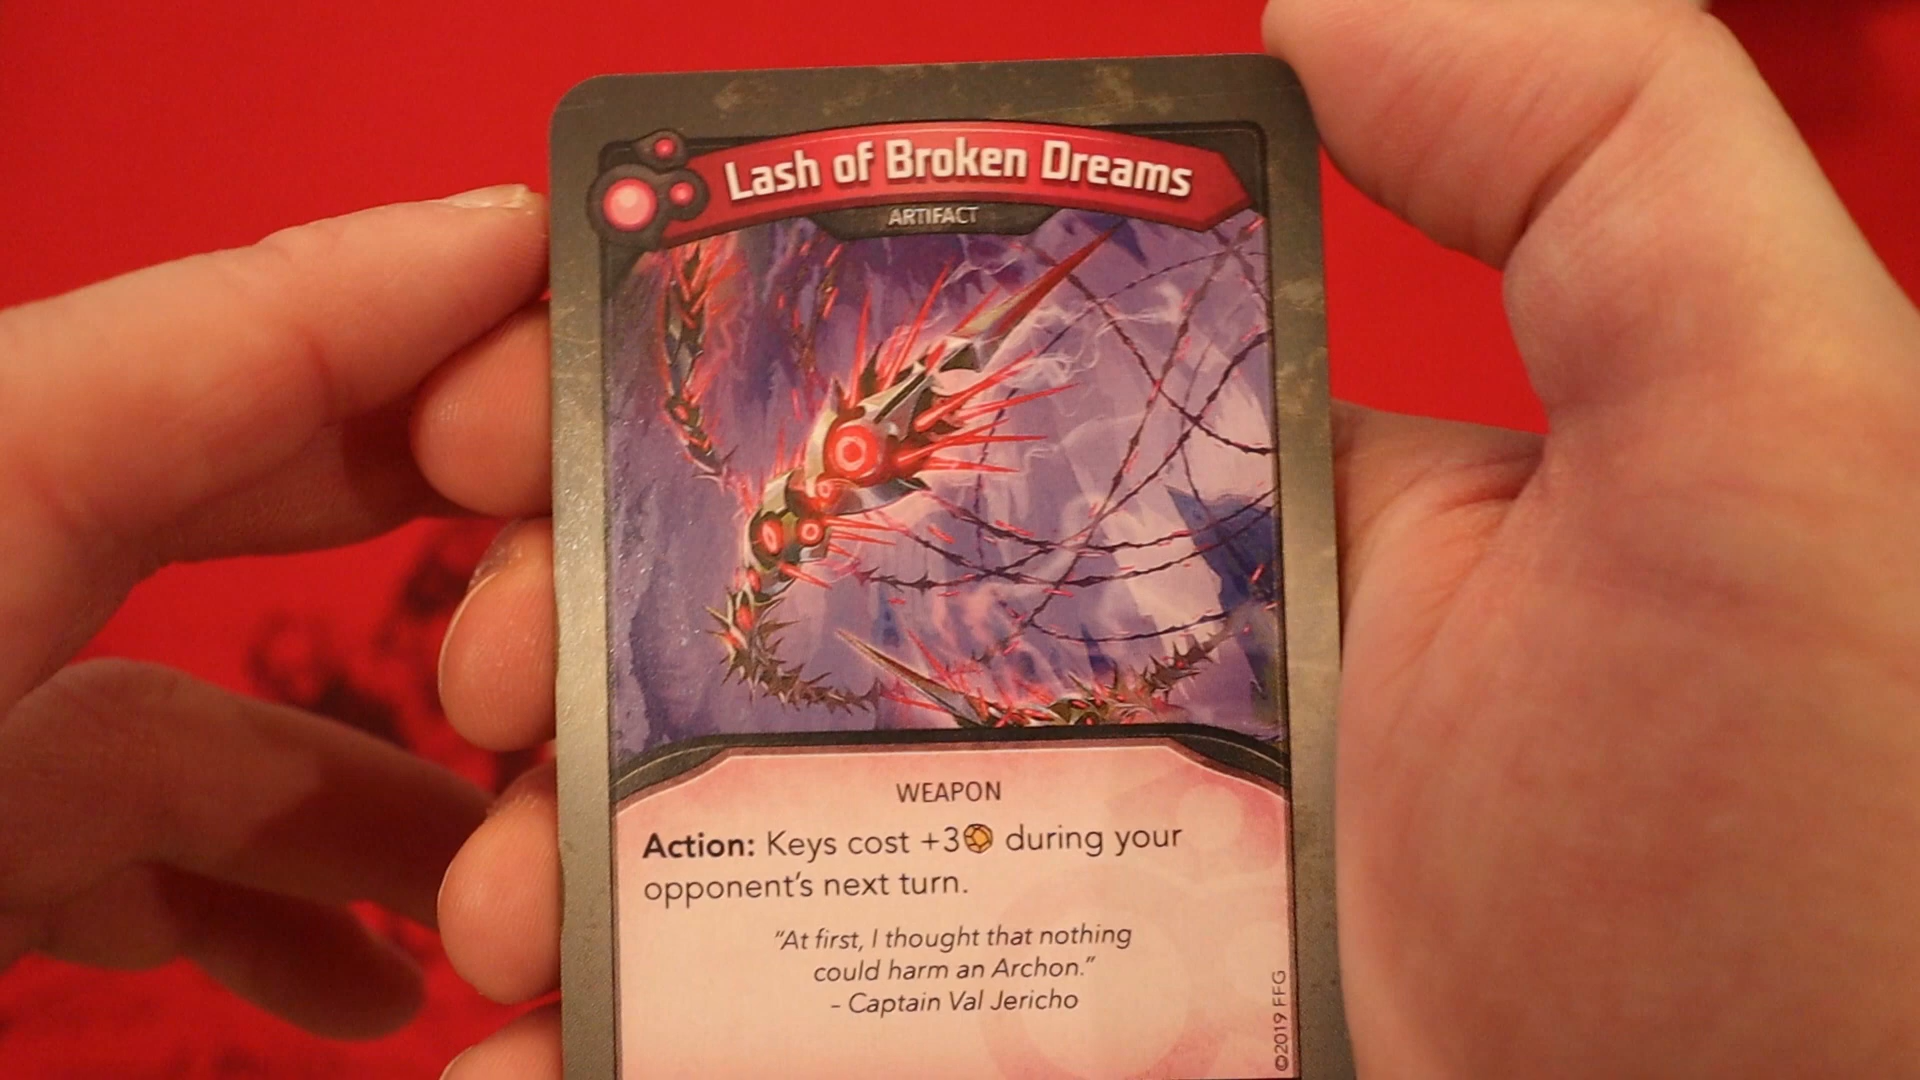 Lash of Broken Dreams
ARTIFACT
WEAPON
Action: Keys cost +3 during your
opponent's next turn.
"At first, I thought that nothing
could harm an Archon."
– Captain Val Jericho
©2019 FFG